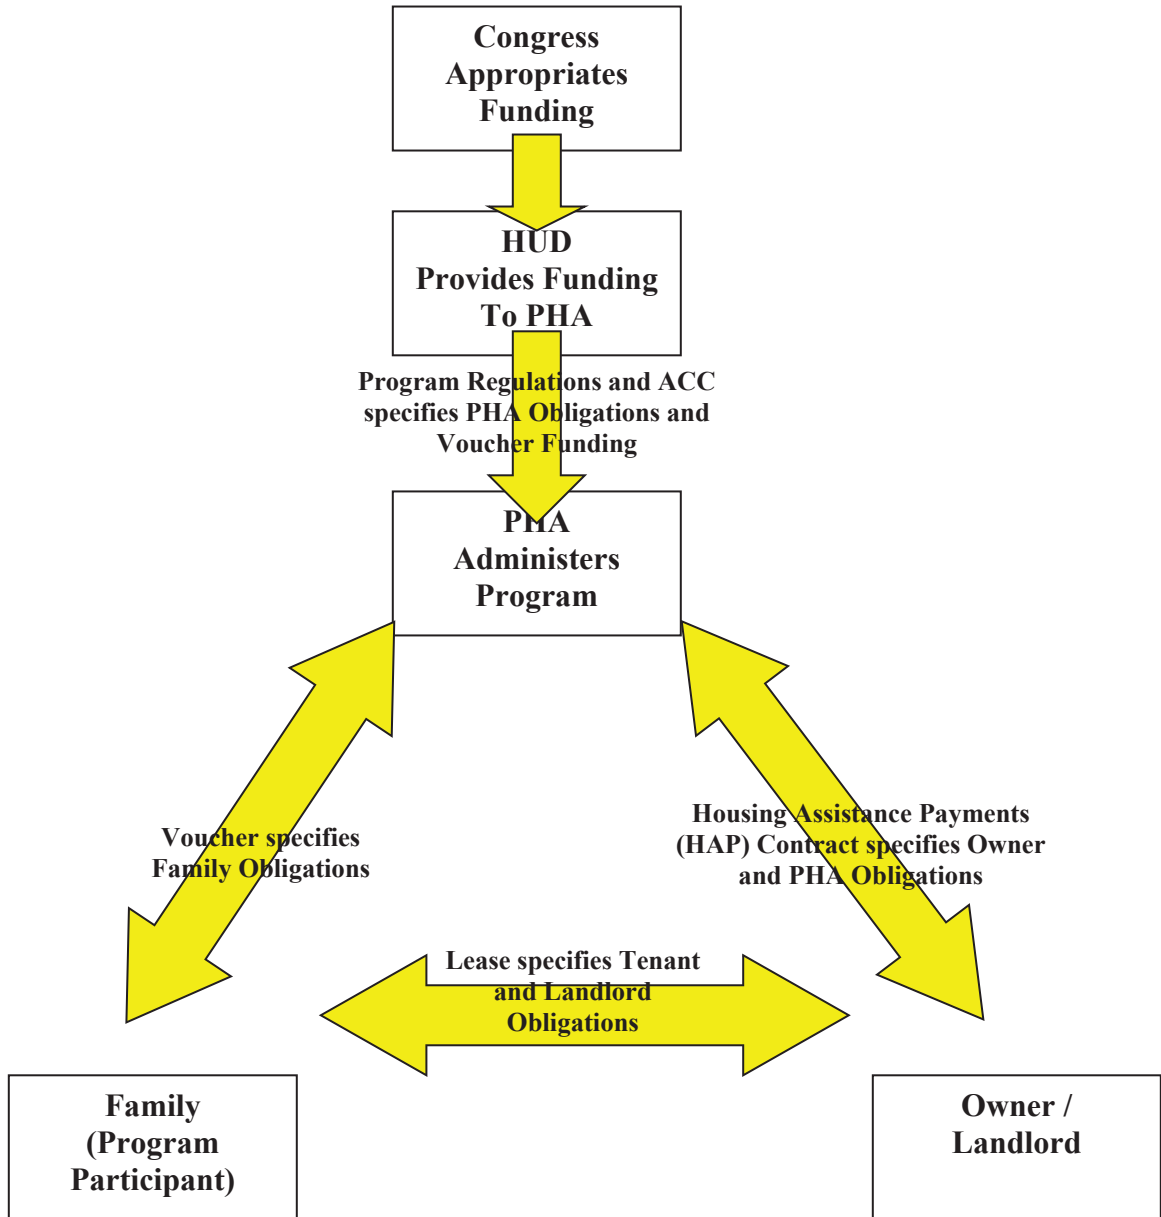 Congress
Appropriates
Funding
HUD
Provides Funding
To PHA
Program Regulations and ACC
specifies PHA Obligations and
Voucher Funding
PHA
Administers
Program
Voucher specifies
Family Obligations
Housing Assistance Payments
(HAP) Contract specifies Owner
and PHA Obligations
Lease specifies Tenant
and Landlord
Obligations
Family
(Program
Participant)
Owner /
Landlord